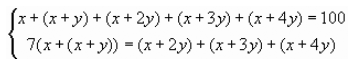 x + (x + y) + (x + 2y) + (x + 3y) + (x + 4y) = 100
7(x + (x + y)) = (x + 2y) + (x + 3y) + (x + 4y)